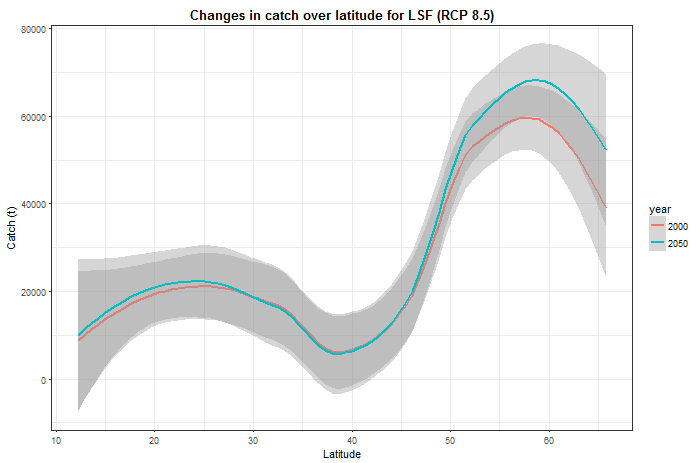 Changes in catch over latitude for LSF (RCP 8.5)
80000
60000
40000
20000
0
Catch (t)
10 20 30 40 50 60
Latitude
year
2000
2050